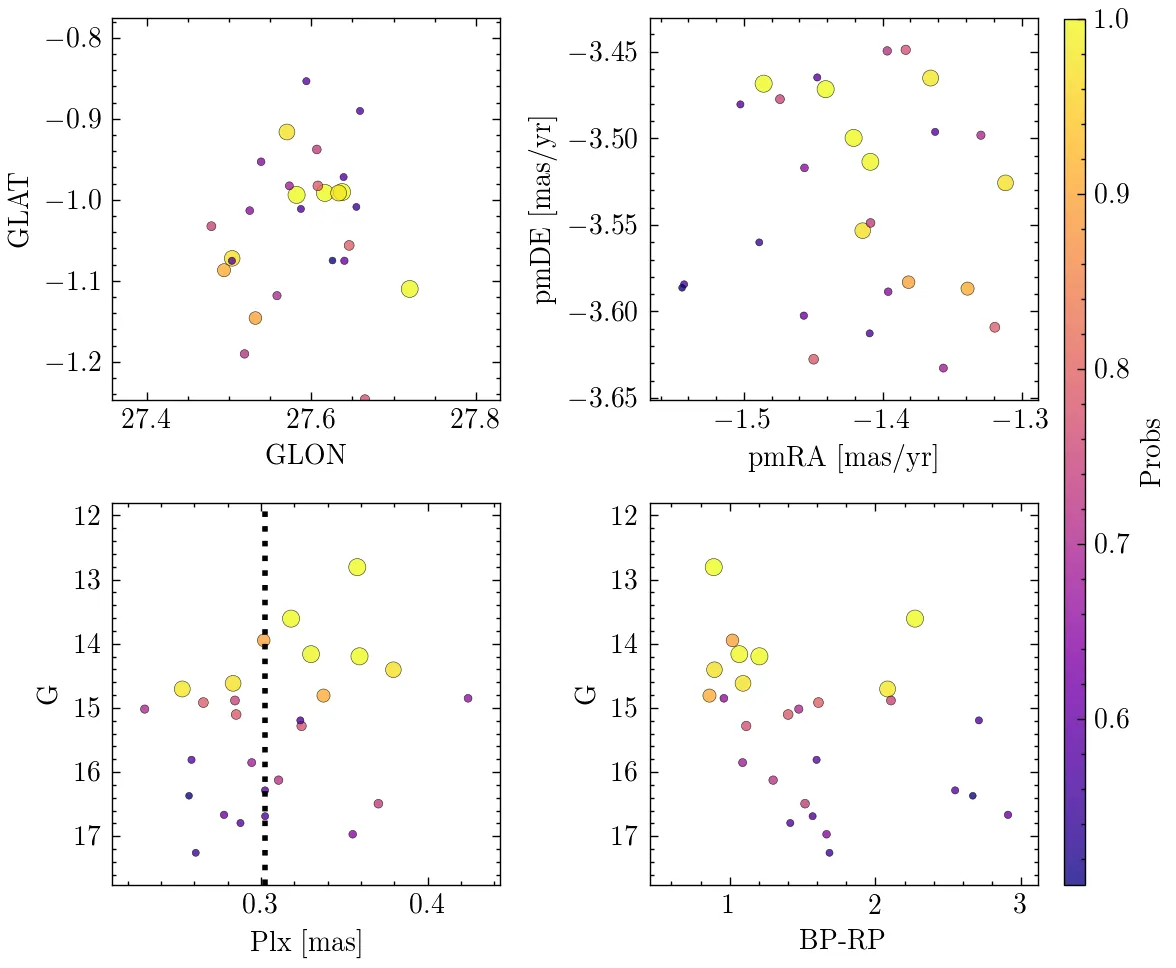 −0.8
−0.9
−1.0
−1.1
−1.2
GLAT
27.4 27.6 27.8
GLON
−3.45
−3.50
−3.55
−3.60
−3.65
pmDE [mas/yr]
−1.5 −1.4 −1.3
pmRA [mas/yr]
1.0
0.9
0.8
0.7
0.6
Probs
12
13
14
15
16
17
G
0.3 0.4
Plx [mas]
12
13
14
15
16
17
G
1 2 3
BP-RP